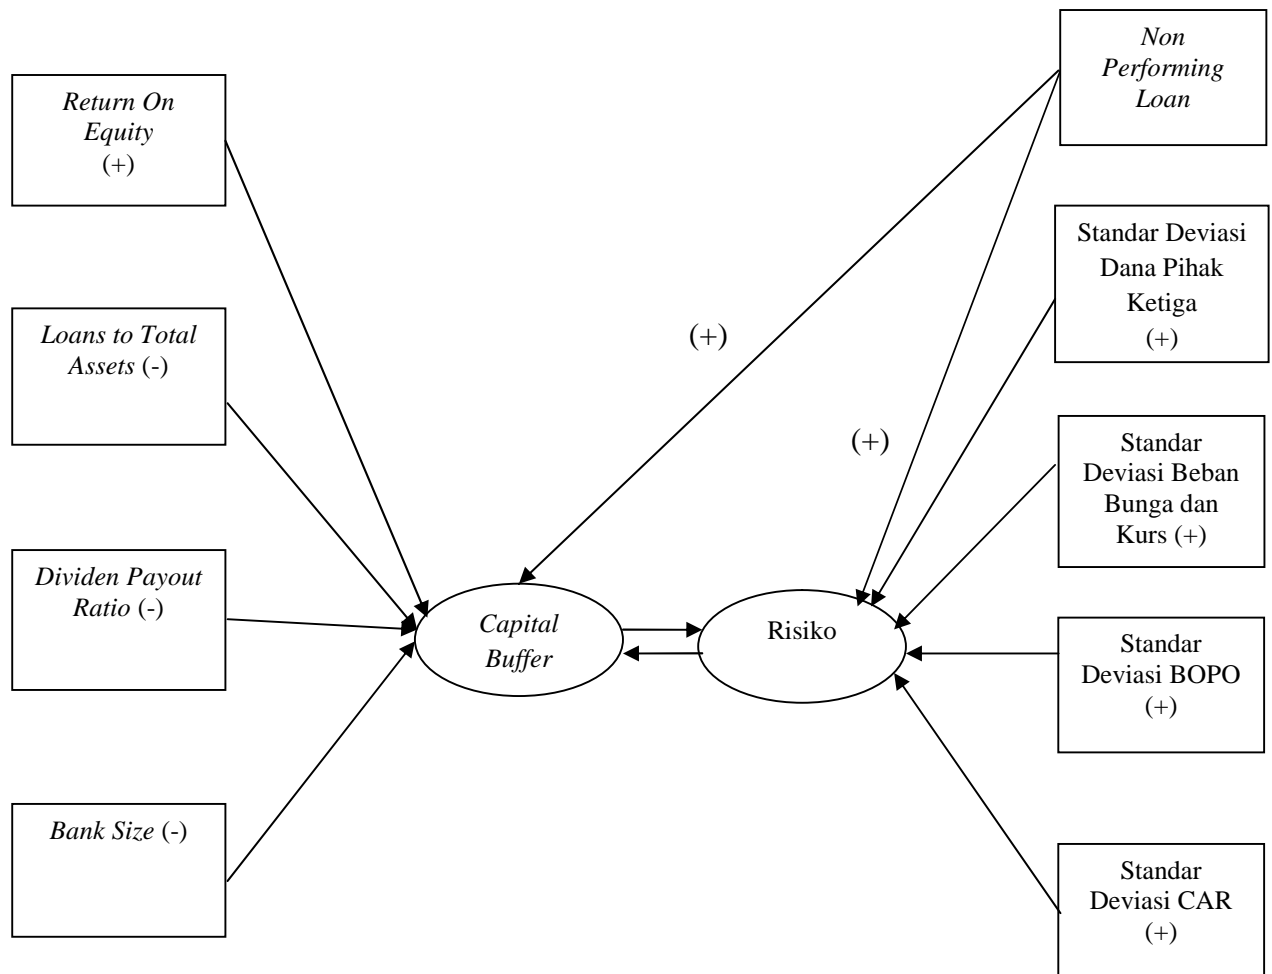 Return On
Equity
(+)
Loans to Total
Assets (-)
Dividen Payout
Ratio (-)
Bank Size (-)
(+)
(+)
Capital
Buffer
Risiko
Non
Performing
Loan
Standar Deviasi
Dana Pihak
Ketiga
(+)
Standar
Deviasi Beban
Bunga dan
Kurs (+)
Standar
Deviasi BOPO
(+)
Standar
Deviasi CAR
(+)